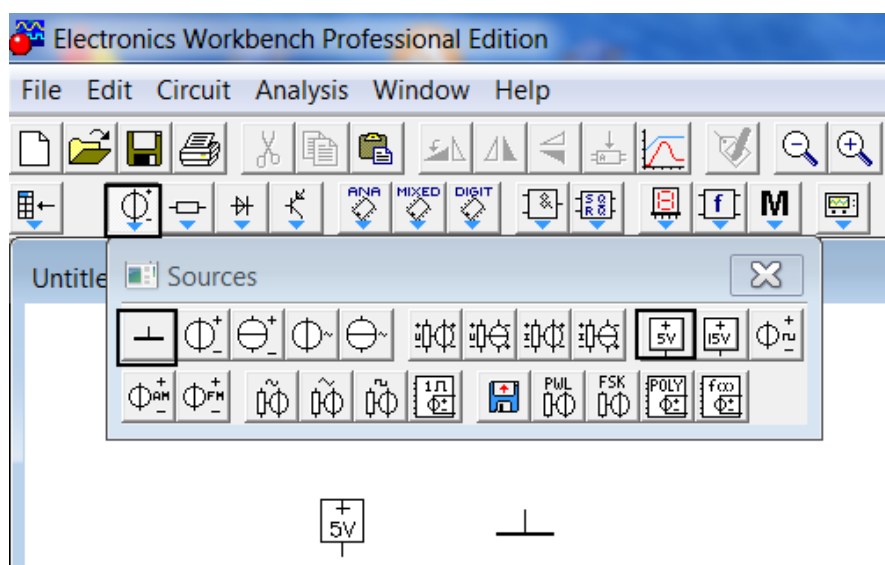 Electronics Workbench Professional Edition
File Edit Circuit Analysis Window Help
ANA MIXED DIGIT
& S Q R Q f M
Untitle
Sources
5V 15V
AM FM 1 PWL FSK POLY f(x)
5V